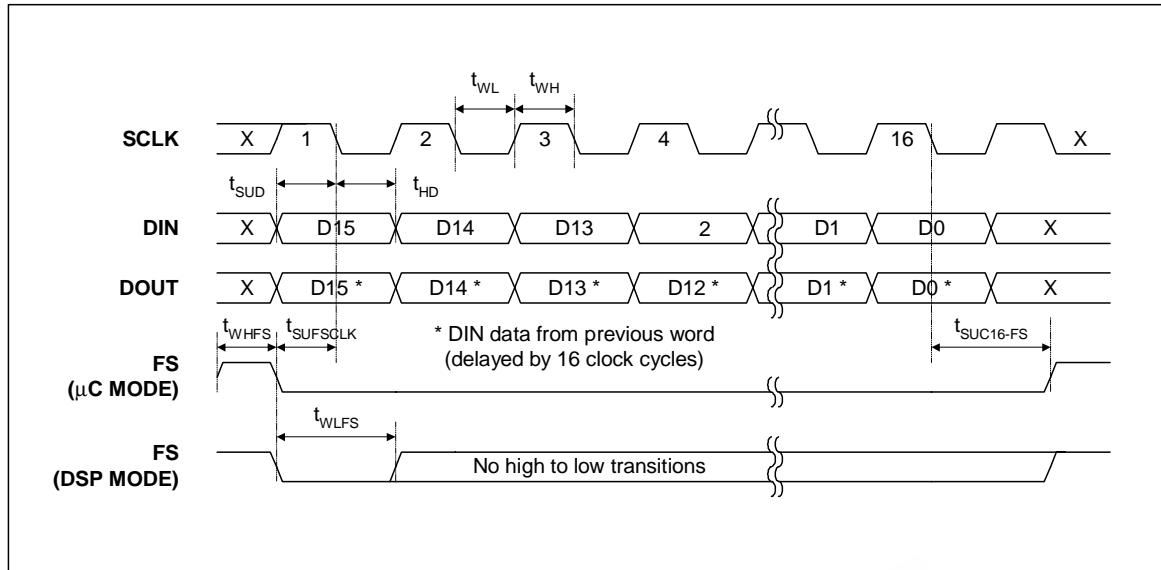 tWL tWH
SCLK X 1 2 3 4 16 X
tSUD tHD
DIN X D15 D14 D13 2 D1 D0 X
DOUT X D15 * D14 * D13 * D12 * D1 * D0 * X
tWHFS tSUFSCLK * DIN data from previous word tSUC16-FS
(delayed by 16 clock cycles)
FS
(μC MODE)
tWLFS
FS
(DSP MODE) No high to low transitions